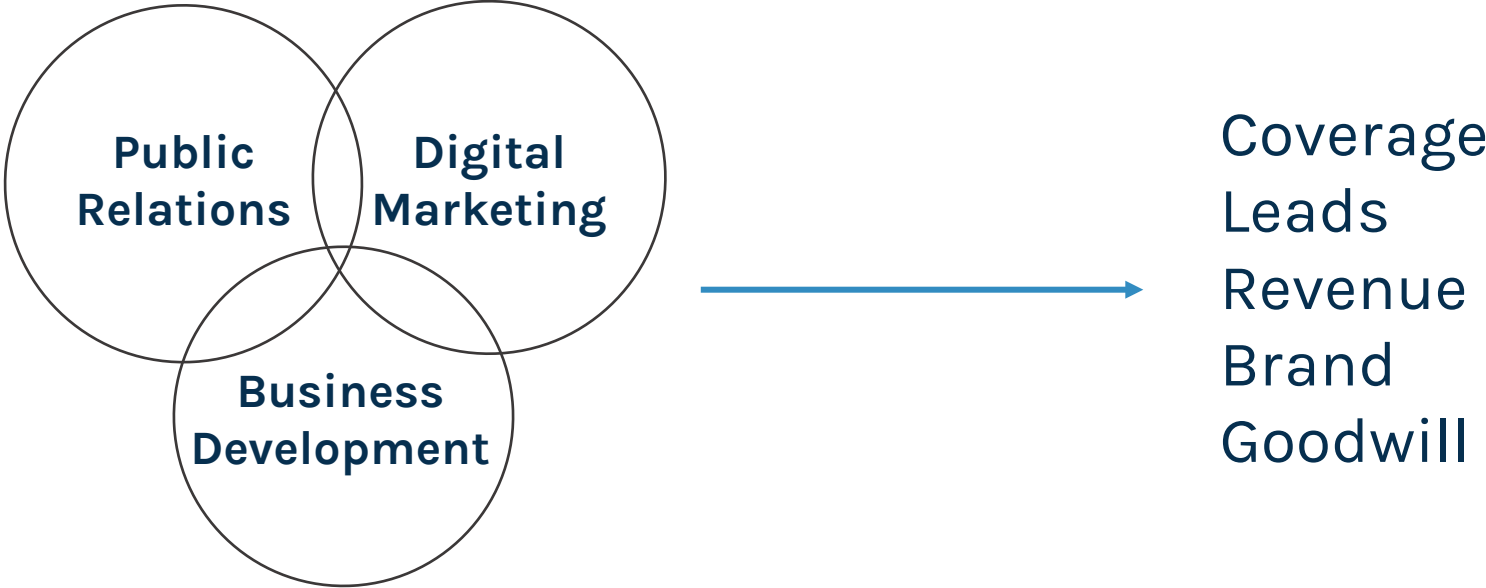 Public
Relations
Digital
Marketing
Business
Development
Coverage
Leads
Revenue
Brand
Goodwill